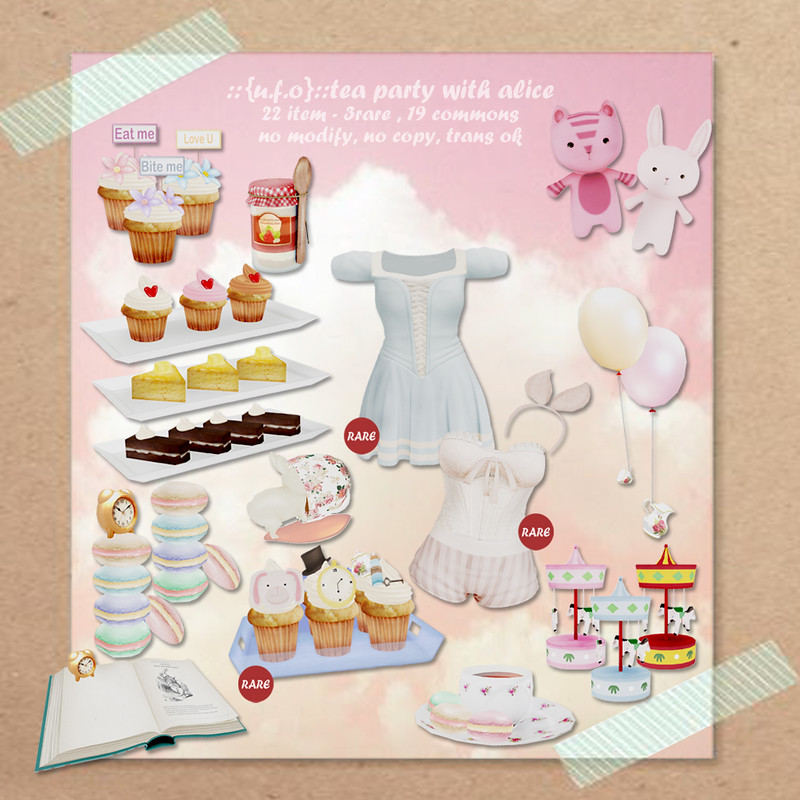 ::{u.f.o}::tea party with alice
22 item - 3rare , 19 commons
no modify, no copy, trans ok
Eat me
Love U
Bite me
RARE
RARE
RARE